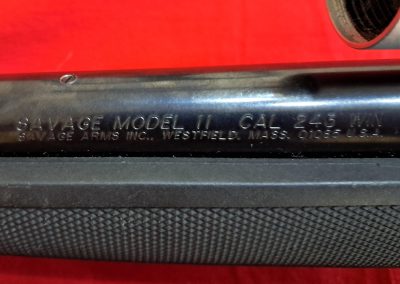 SAVAGE MODEL 11 CAL 243 WIN
SAVAGE ARMS INC., WESTFIELD, MASS. 01085 U.S.A.